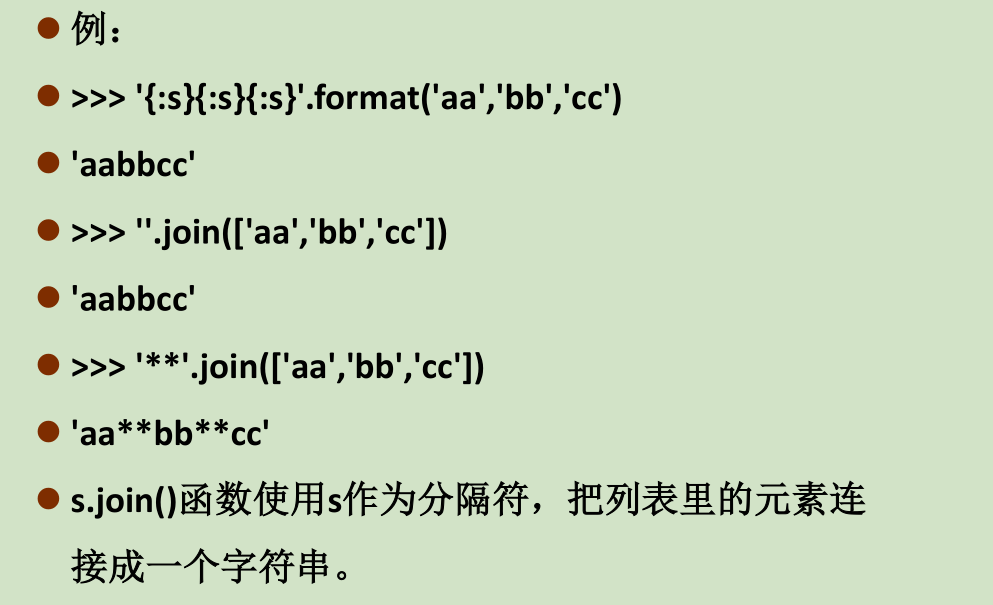 ● 例：
● >>> '{:s}{:s}{:s}'.format('aa','bb','cc')
● 'aabbcc'
● >>> ''.join(['aa','bb','cc'])
● 'aabbcc'
● >>> '**'.join(['aa','bb','cc'])
● 'aa**bb**cc'
● s.join()函数使用s作为分隔符，把列表里的元素连
接成一个字符串。